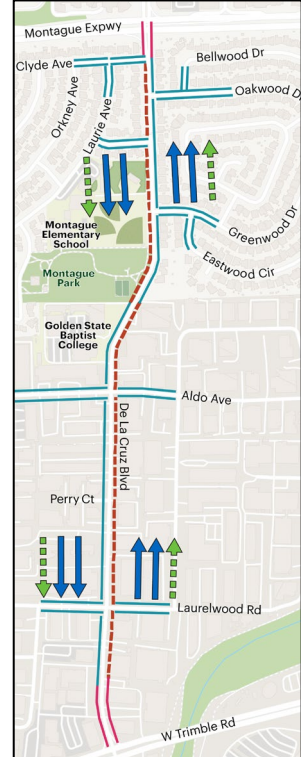 Montague Expwy
Clyde Ave
Bellwood Dr
Orkney Ave
Laurie Ave
Oakwood D
Montague
Elementary
School
Greenwood Dr
Eastwood Cir
Montague
Park
Golden State
Baptist
College
Aldo Ave
De La Cruz Blvd
Perry Ct
Laurelwood Rd
W Trimble Rd